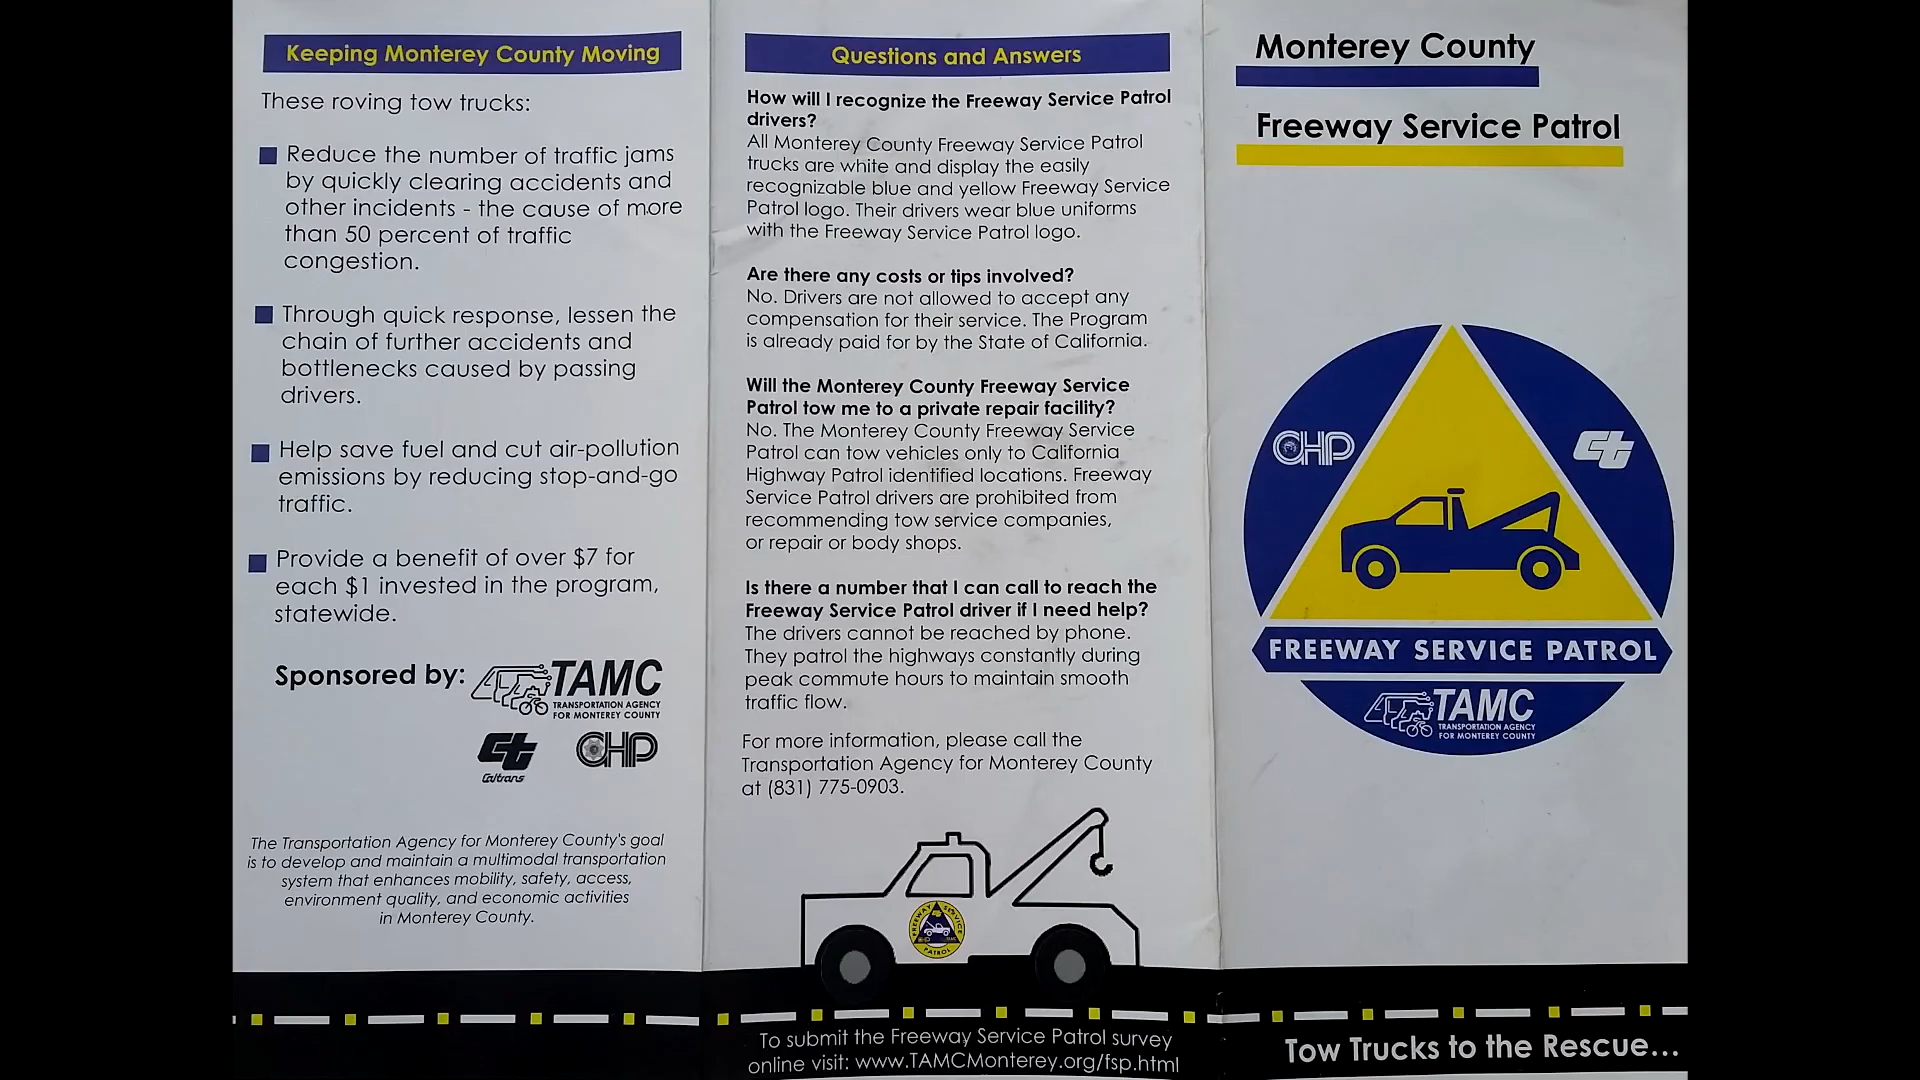 Keeping Monterey County Moving
These roving tow trucks:
Reduce the number of traffic jams
by quickly clearing accidents and
other incidents - the cause of more
than 50 percent of traffic
congestion.
Through quick response, lessen the
chain of further accidents and
bottlenecks caused by passing
drivers.
Help save fuel and cut air-pollution
emissions by reducing stop-and-go
traffic.
Provide a benefit of over $7 for
each $1 invested in the program,
statewide.
Sponsored by:
TAMC
TRANSPORTATION AGENCY
FOR MONTEREY COUNTY
ct
Caltrans
CHP
The Transportation Agency for Monterey County's goal
is to develop and maintain a multimodal transportation
system that enhances mobility, safety, access,
environment quality, and economic activities
in Monterey County.
Questions and Answers
How will I recognize the Freeway Service Patrol
drivers?
All Monterey County Freeway Service Patrol
trucks are white and display the easily
recognizable blue and yellow Freeway Service
Patrol logo. Their drivers wear blue uniforms
with the Freeway Service Patrol logo.
Are there any costs or tips involved?
No. Drivers are not allowed to accept any
compensation for their service. The Program
is already paid for by the State of California.
Will the Monterey County Freeway Service
Patrol tow me to a private repair facility?
No. The Monterey County Freeway Service
Patrol can tow vehicles only to California
Highway Patrol identified locations. Freeway
Service Patrol drivers are prohibited from
recommending tow service companies,
or repair or body shops.
Is there a number that I can call to reach the
Freeway Service Patrol driver if I need help?
The drivers cannot be reached by phone.
They patrol the highways constantly during
peak commute hours to maintain smooth
traffic flow.
For more information, please call the
Transportation Agency for Monterey County
at (831) 775-0903.
FREEWAY SERVICE
PATROL
To submit the Freeway Service Patrol survey
online visit: www.TAMCMonterey.org/fsp.html
Monterey County
Freeway Service Patrol
CHP
ct
FREEWAY SERVICE PATROL
TAMC
TRANSPORTATION AGENCY
FOR MONTEREY COUNTY
Tow Trucks to the Rescue...